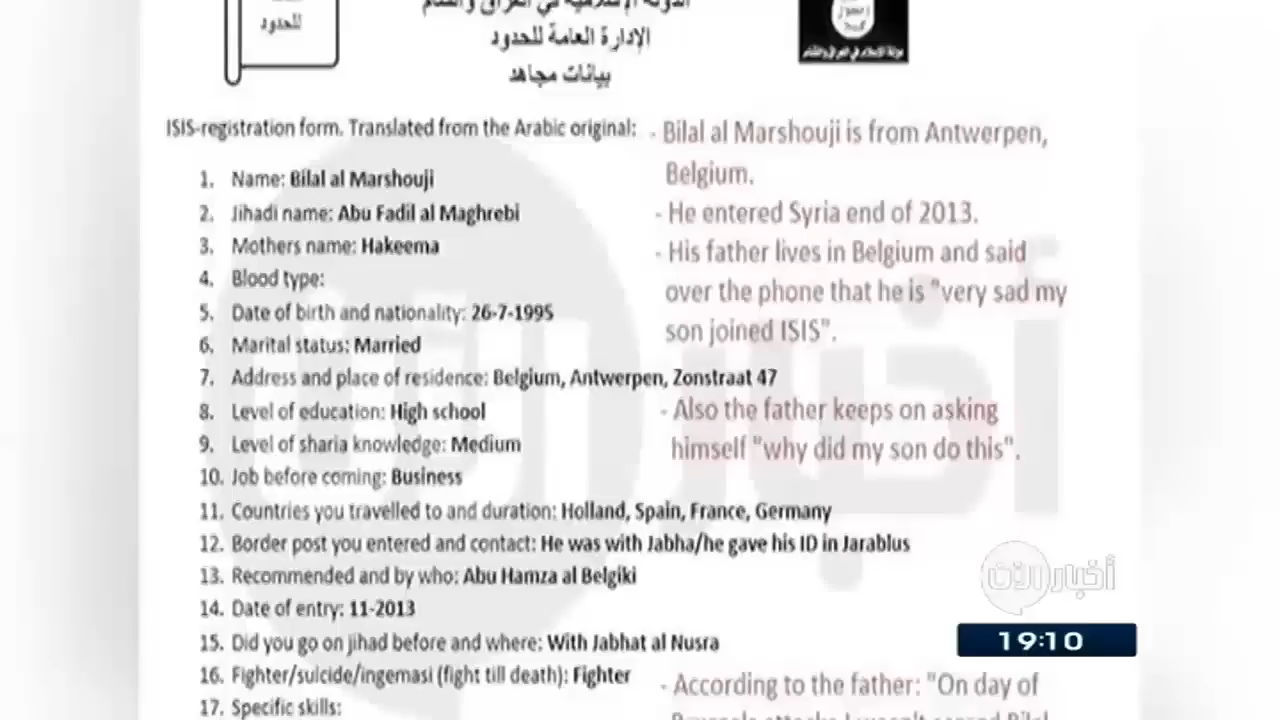 للحدود
الدولة الإسلامية في العراق والشام
الإدارة العامة للحدود
بيانات مجاهد
ISIS-registration form. Translated from the Arabic original:
1. Name: Bilal al Marshouji
2. Jihadi name: Abu Fadil al Maghrebi
3. Mothers name: Hakeema
4. Blood type:
5. Date of birth and nationality: 26-7-1995
6. Marital status: Married
7. Address and place of residence: Belgium, Antwerpen, Zonstraat 47
8. Level of education: High school
9. Level of sharia knowledge: Medium
10. Job before coming: Business
11. Countries you travelled to and duration: Holland, Spain, France, Germany
12. Border post you entered and contact: He was with Jabha/he gave his ID in Jarablus
13. Recommended and by who: Abu Hamza al Belgiki
14. Date of entry: 11-2013
15. Did you go on jihad before and where: With Jabhat al Nusra
16. Fighter/suicide/ingemasi (fight till death): Fighter
17. Specific skills:
- Bilal al Marshouji is from Antwerpen,
Belgium.
- He entered Syria end of 2013.
- His father lives in Belgium and said
over the phone that he is "very sad my
son joined ISIS".
- Also the father keeps on asking
himself "why did my son do this".
- According to the father: "On day of
أخبار الآن
19:10